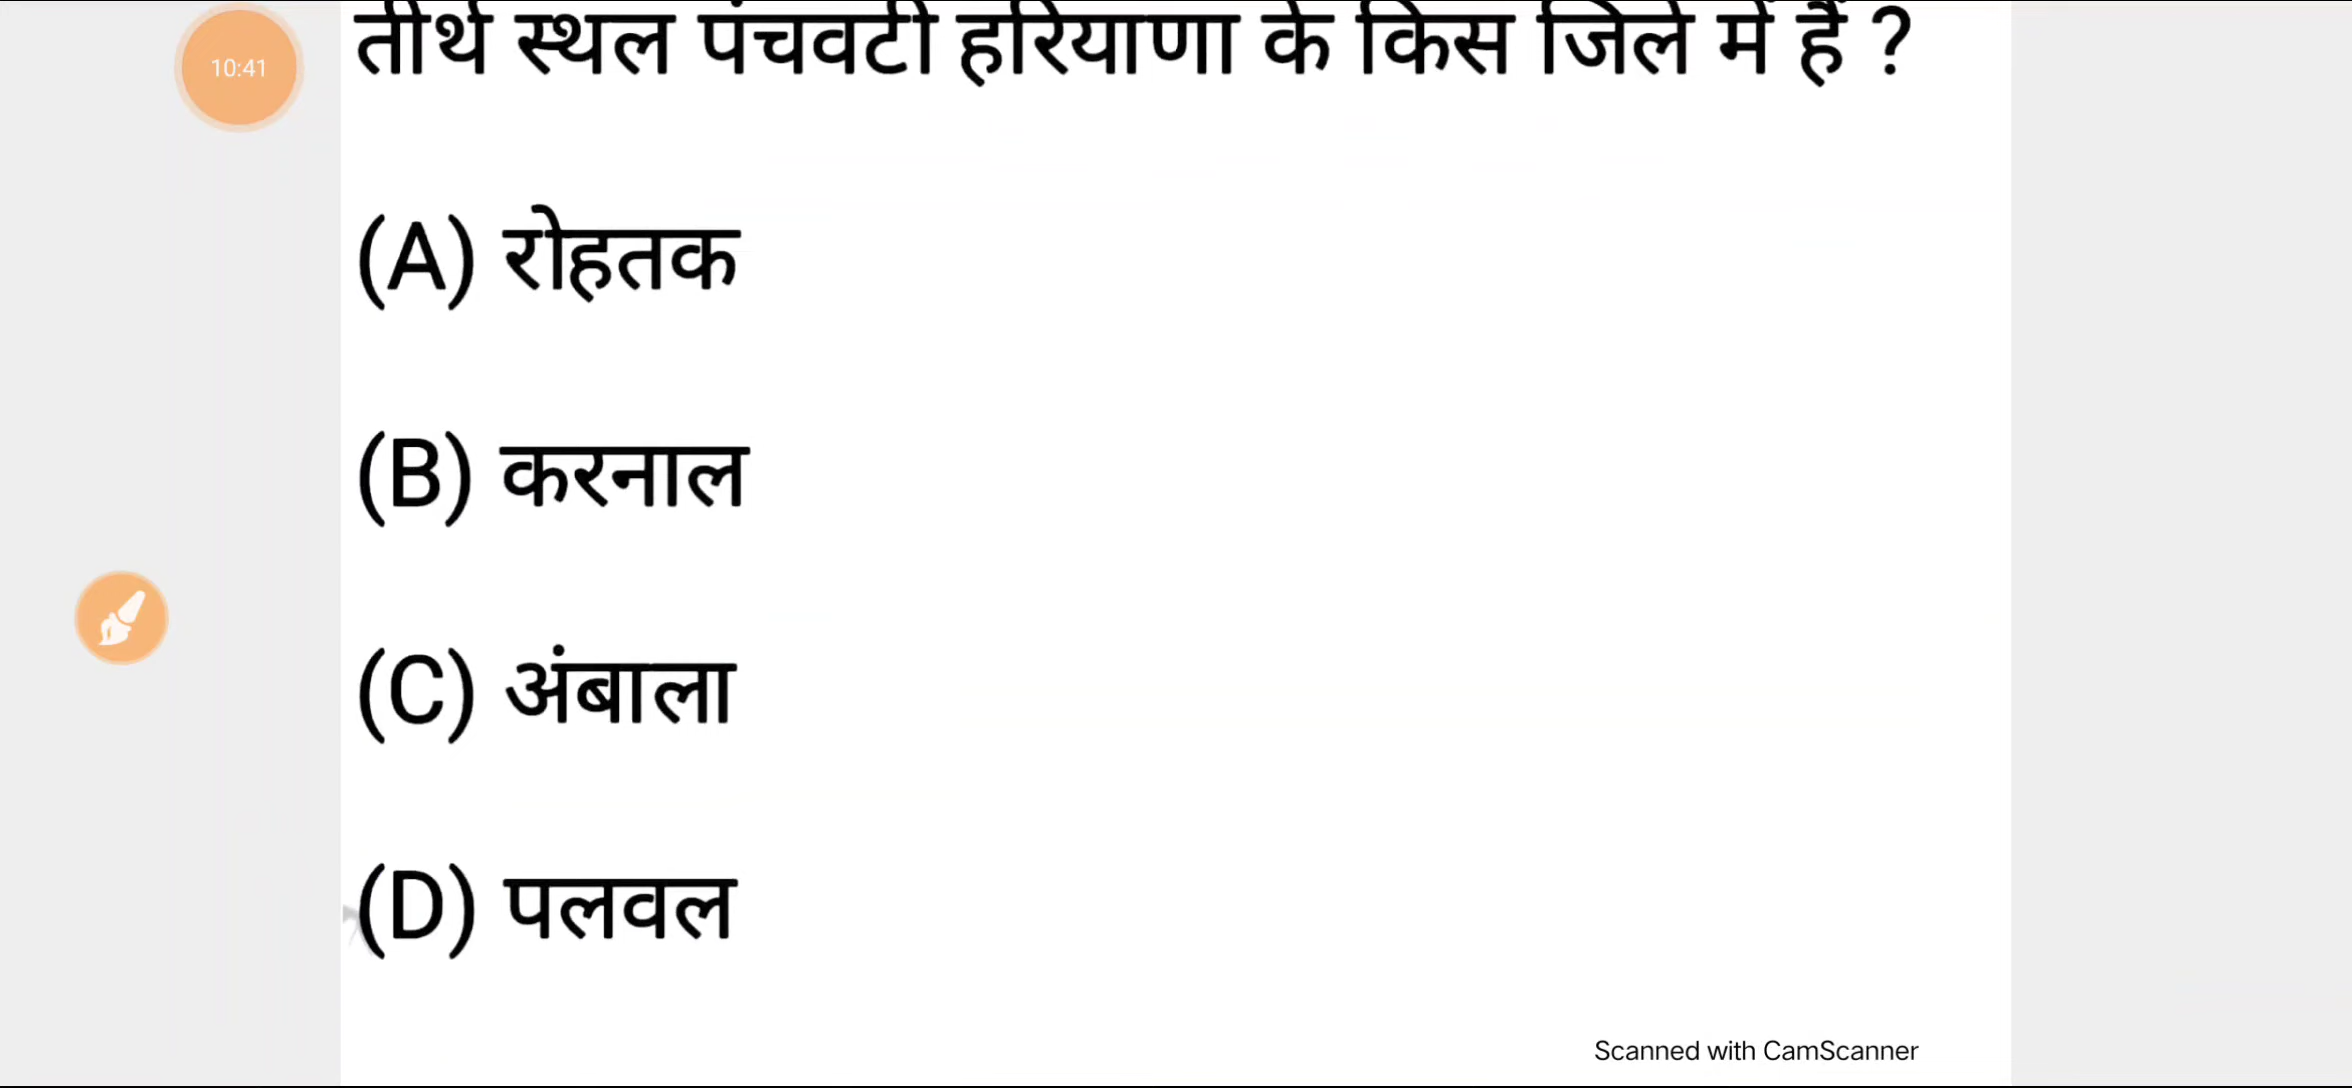 तीर्थ स्थल पंचवटी हरियाणा के किस जिले में हैं ?
10:41
(A) रोहतक
(B) करनाल
(C) अंबाला
(D) पलवल
Scanned with CamScanner